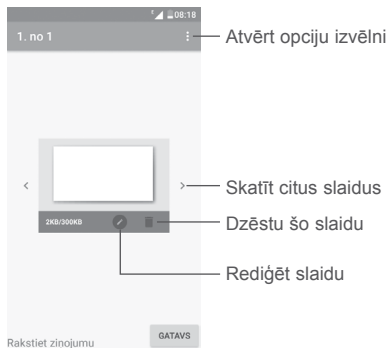 08:18
1. no 1
Atvērt opciju izvēlni
Skatīt citus slaidus
2KB/300KB
Dzēstu šo slaidu
Rediģēt slaidu
GATAVS
Rakstiet zinojumu